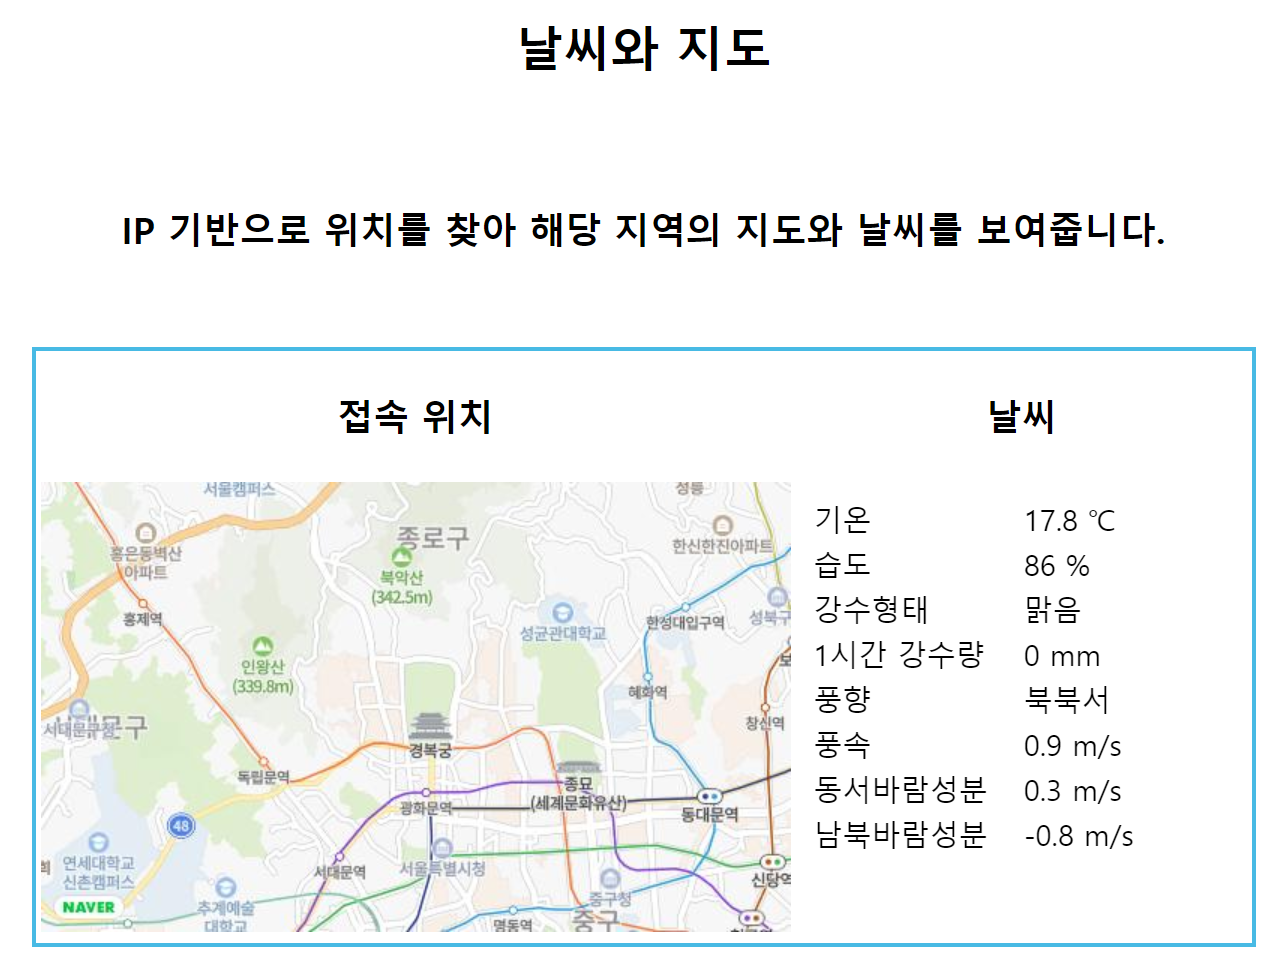 날씨와 지도
IP 기반으로 위치를 찾아 해당 지역의 지도와 날씨를 보여줍니다.
접속 위치
서울캠퍼스
정릉
종로구
홍은동벽산
아파트
한신한진아파트
북악산
(342.5m)
홍제역
성균관대학교
한성대입구역
성북구
인왕산
(339.8m)
혜화역
서대문구청
창신역
경복궁
독립문역
종묘
(세계문화유산)
광화문역
동대문역
48
연세대학교
신촌캠퍼스
서대문역
서울특별시청
신당역
중구청
NAVER
추계예술
대학교
명동역
중구
날씨
기온 17.8 ℃
습도 86 %
강수형태 맑음
1시간 강수량 0 mm
풍향 북북서
풍속 0.9 m/s
동서바람성분 0.3 m/s
남북바람성분 -0.8 m/s